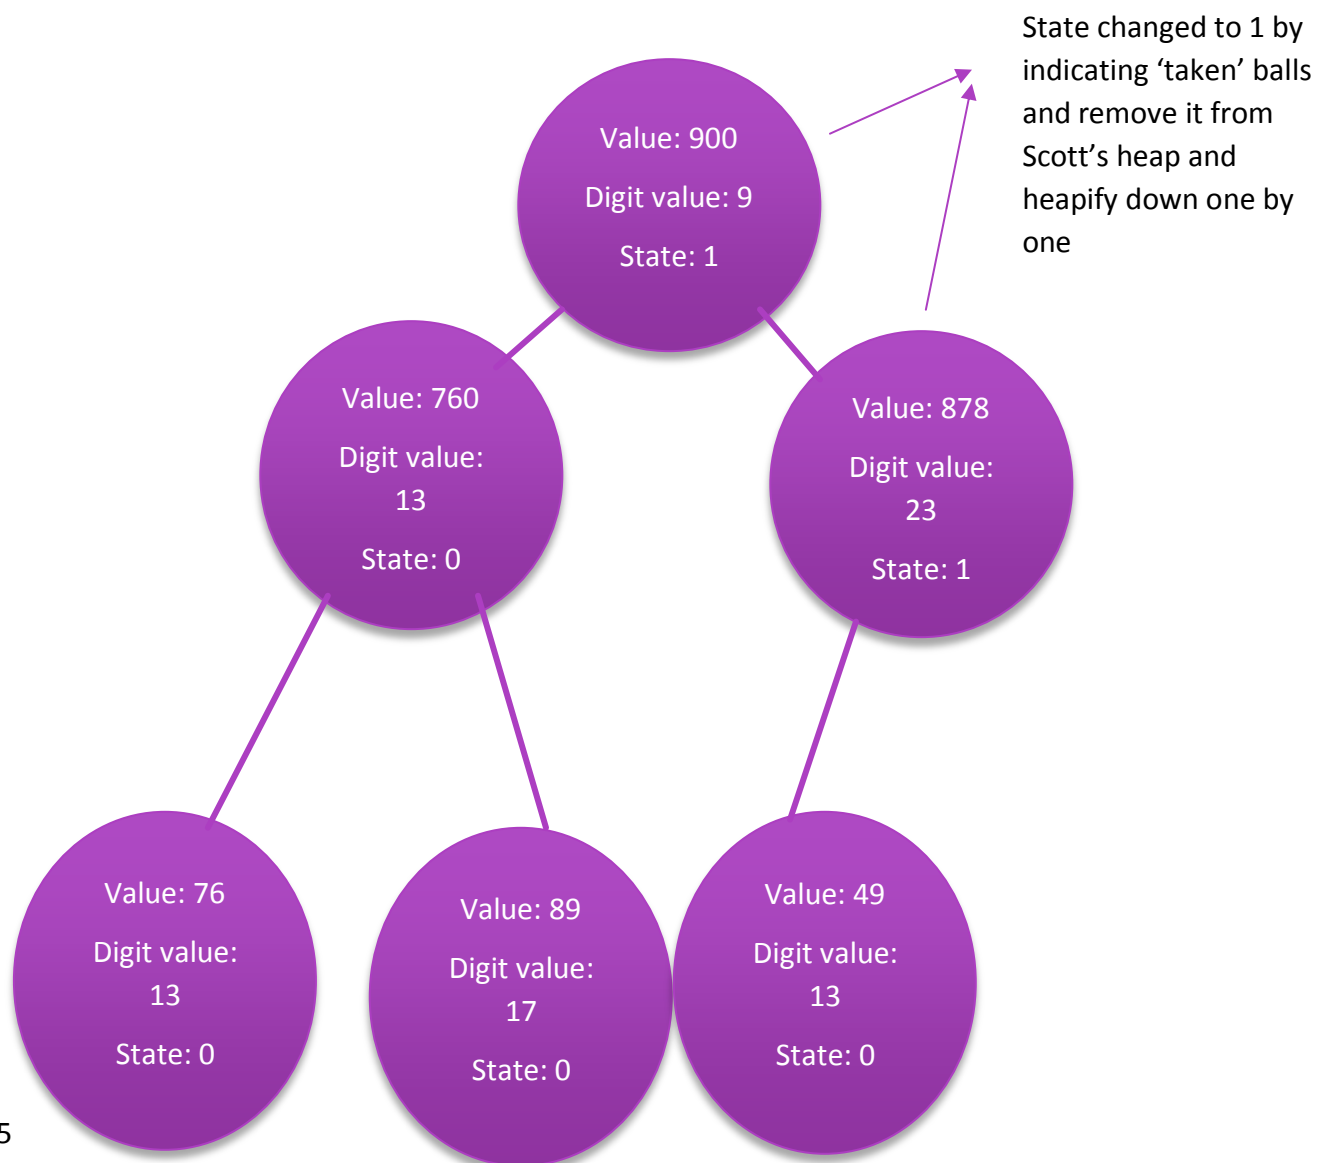 State changed to 1 by
indicating ‘taken’ balls
and remove it from
Scott’s heap and
heapify down one by
one
Value: 900
Digit value: 9
State: 1
Value: 760
Digit value:
13
State: 0
Value: 878
Digit value:
23
State: 1
Value: 76
Digit value:
13
State: 0
Value: 89
Digit value:
17
State: 0
Value: 49
Digit value:
13
State: 0
5